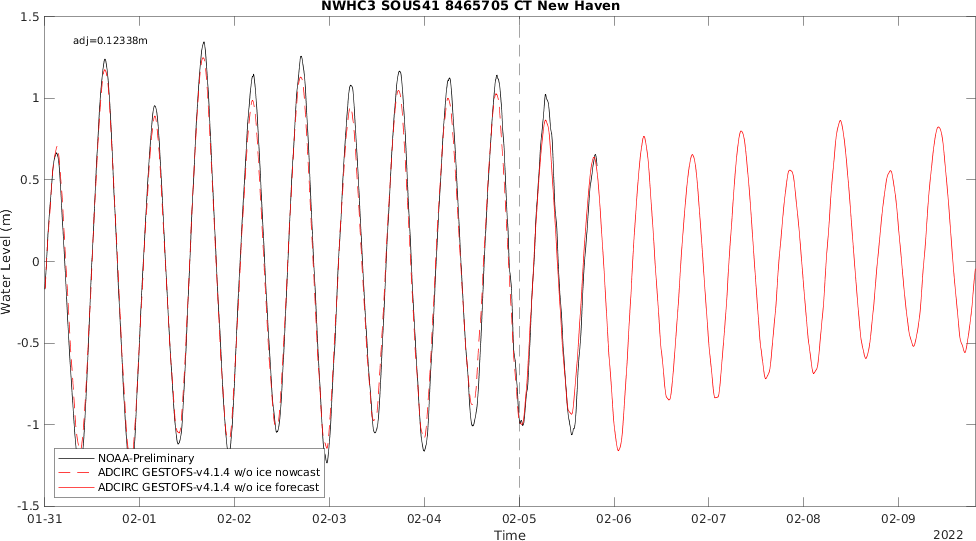 NWHC3 SOUS41 8465705 CT New Haven
1.5
adj=0.12338m
1
0.5
0
-0.5
-1
-1.5
Water Level (m)
NOAA-Preliminary
ADCIRC GESTOFS-v4.1.4 w/o ice nowcast
ADCIRC GESTOFS-v4.1.4 w/o ice forecast
01-31 02-01 02-02 02-03 02-04 02-05 02-06 02-07 02-08 02-09
Time
2022